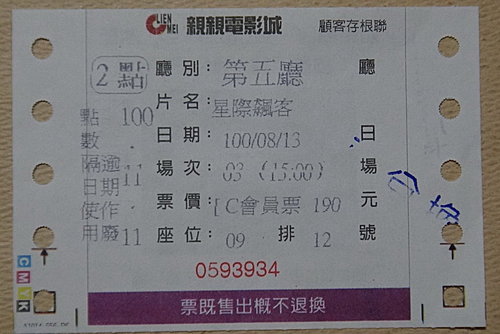 LIEN MEI 親親電影城 顧客存根聯
2點 廳別：第五廳 廳
點數 100 片名：星際飆客
日期：100/08/13 日
隔逾 11 場次：03 (15:00) 場
日期
使作 票價：[C會員票 190 元
用廢 11 座位：09 排 12 號
0593934
C
M
Y
K
票既售出概不退換